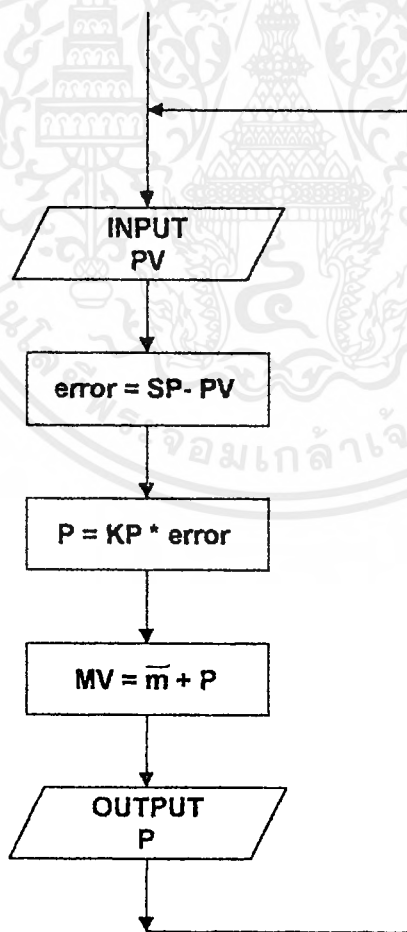 INPUT
PV
error = SP- PV
P = KP * error
MV = m̅ + P
OUTPUT
P